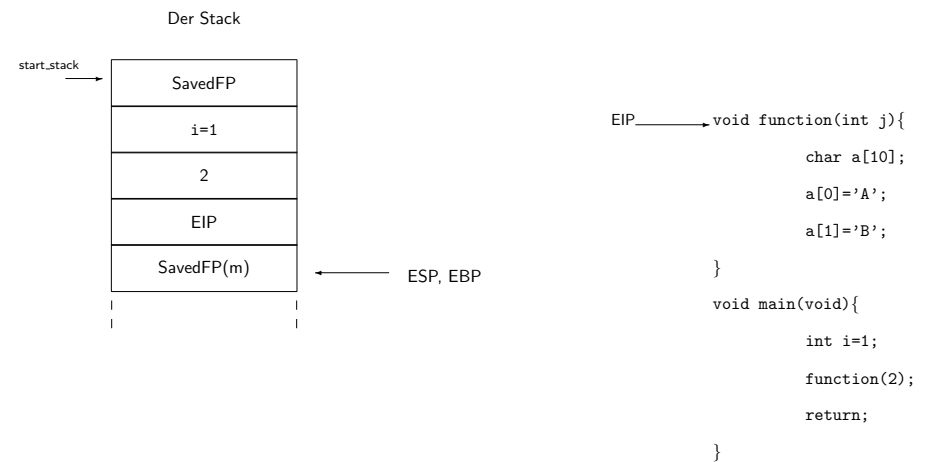 Der Stack
start_stack
SavedFP
i=1
2
EIP
SavedFP(m)
ESP, EBP
EIP
void function(int j){
char a[10];
a[0]='A';
a[1]='B';
}
void main(void){
int i=1;
function(2);
return;
}